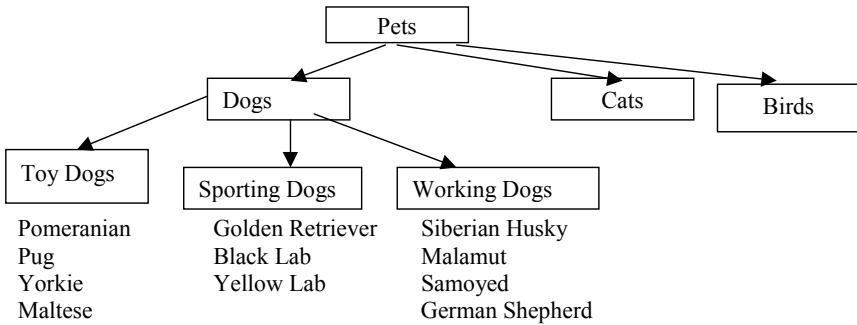 Pets
Dogs
Cats
Birds
Toy Dogs
Sporting Dogs
Working Dogs
Pomeranian
Pug
Yorkie
Maltese
Golden Retriever
Black Lab
Yellow Lab
Siberian Husky
Malamut
Samoyed
German Shepherd